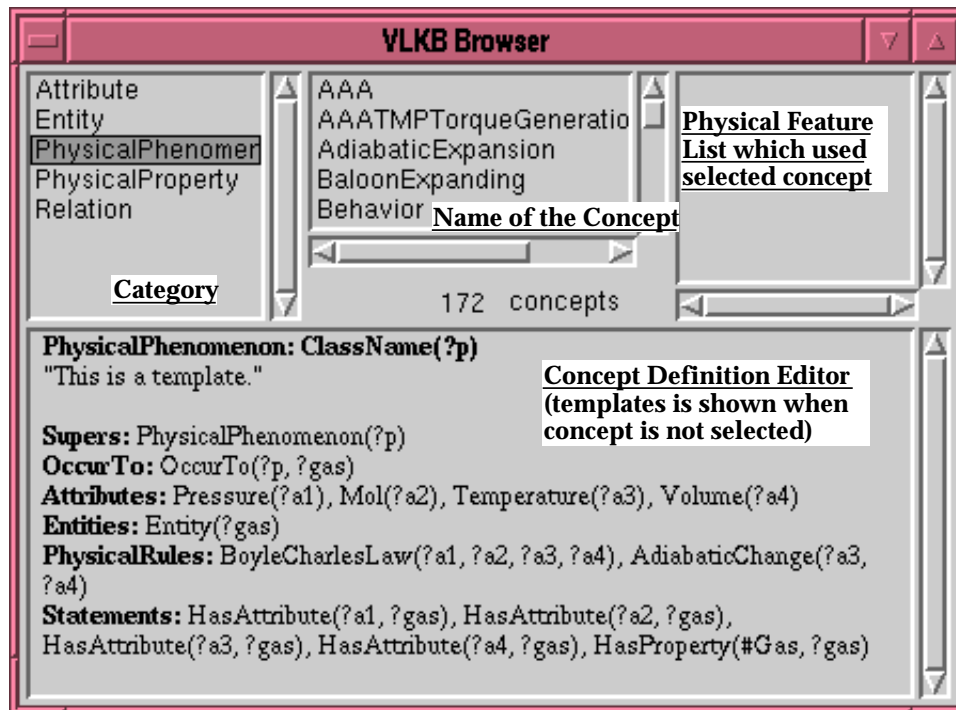 VLKB Browser
Attribute
Entity
PhysicalPhenomer
PhysicalProperty
Relation
Category
AAA
AAATMPTorqueGeneratio
AdiabaticExpansion
BaloonExpanding
Behavior
Name of the Concept
172 concepts
Physical Feature
List which used
selected concept
PhysicalPhenomenon: ClassName(?p)
"This is a template."
Concept Definition Editor
(templates is shown when
concept is not selected)
Supers: PhysicalPhenomenon(?p)
OccurTo: OccurTo(?p, ?gas)
Attributes: Pressure(?a1), Mol(?a2), Temperature(?a3), Volume(?a4)
Entities: Entity(?gas)
PhysicalRules: BoyleCharlesLaw(?a1, ?a2, ?a3, ?a4), AdiabaticChange(?a3,
?a4)
Statements: HasAttribute(?a1, ?gas), HasAttribute(?a2, ?gas),
HasAttribute(?a3, ?gas), HasAttribute(?a4, ?gas), HasProperty(#Gas, ?gas)